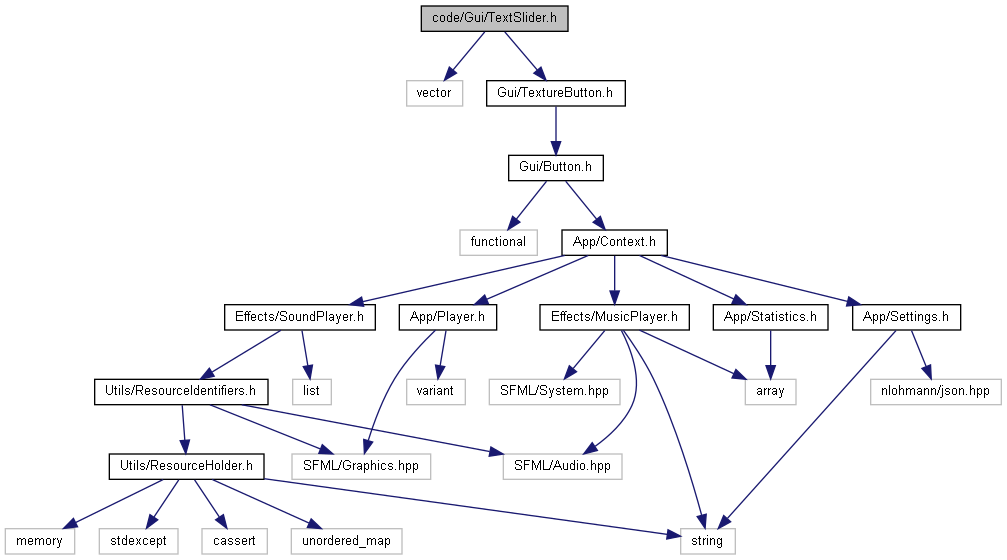 code/Gui/TextSlider.h
vector
Gui/TextureButton.h
Gui/Button.h
functional
App/Context.h
Effects/SoundPlayer.h
App/Player.h
Effects/MusicPlayer.h
App/Statistics.h
App/Settings.h
Utils/ResourceIdentifiers.h
list
variant
SFML/System.hpp
array
nlohmann/json.hpp
Utils/ResourceHolder.h
SFML/Graphics.hpp
SFML/Audio.hpp
memory
stdexcept
cassert
unordered_map
string